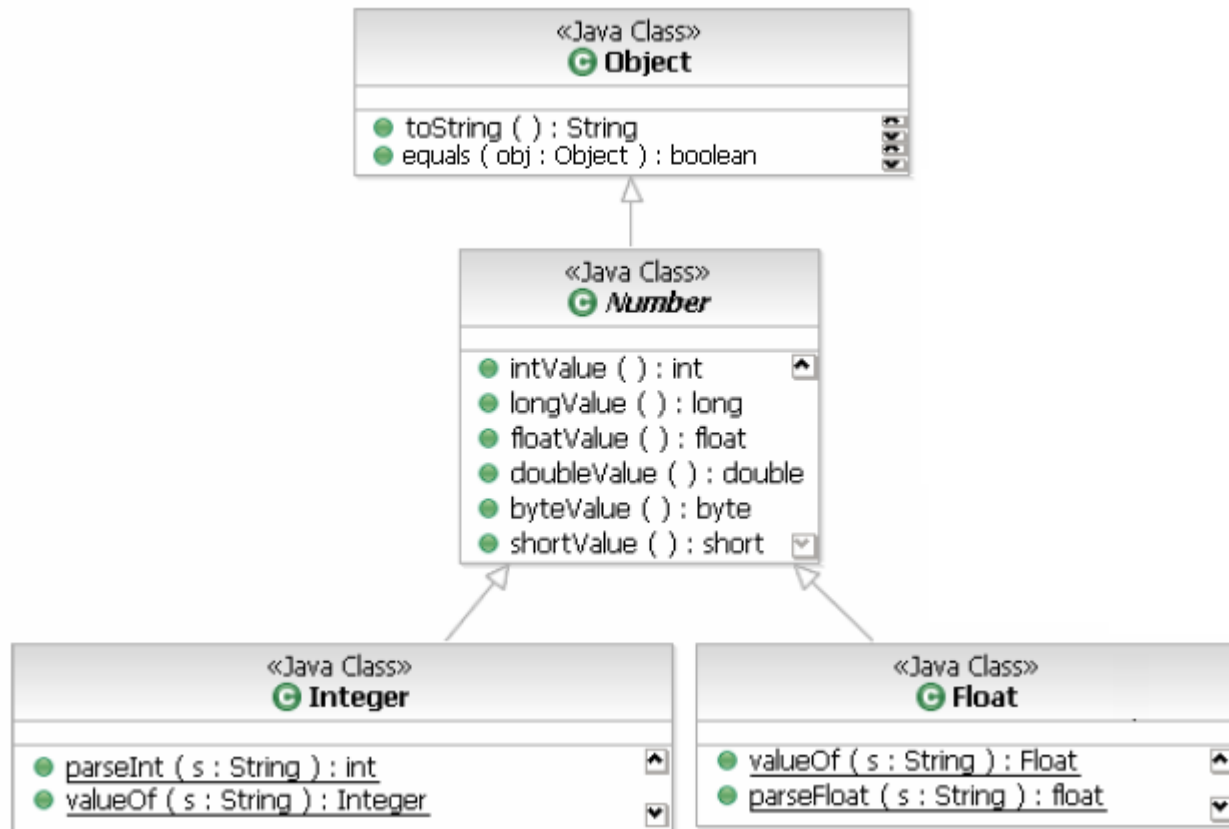 «Java Class»
Object
toString ( ) : String
equals ( obj : Object ) : boolean
«Java Class»
Number
intValue ( ) : int
longValue ( ) : long
floatValue ( ) : float
doubleValue ( ) : double
byteValue ( ) : byte
shortValue ( ) : short
«Java Class»
Integer
parseInt ( s : String ) : int
valueOf ( s : String ) : Integer
«Java Class»
Float
valueOf ( s : String ) : Float
parseFloat ( s : String ) : float